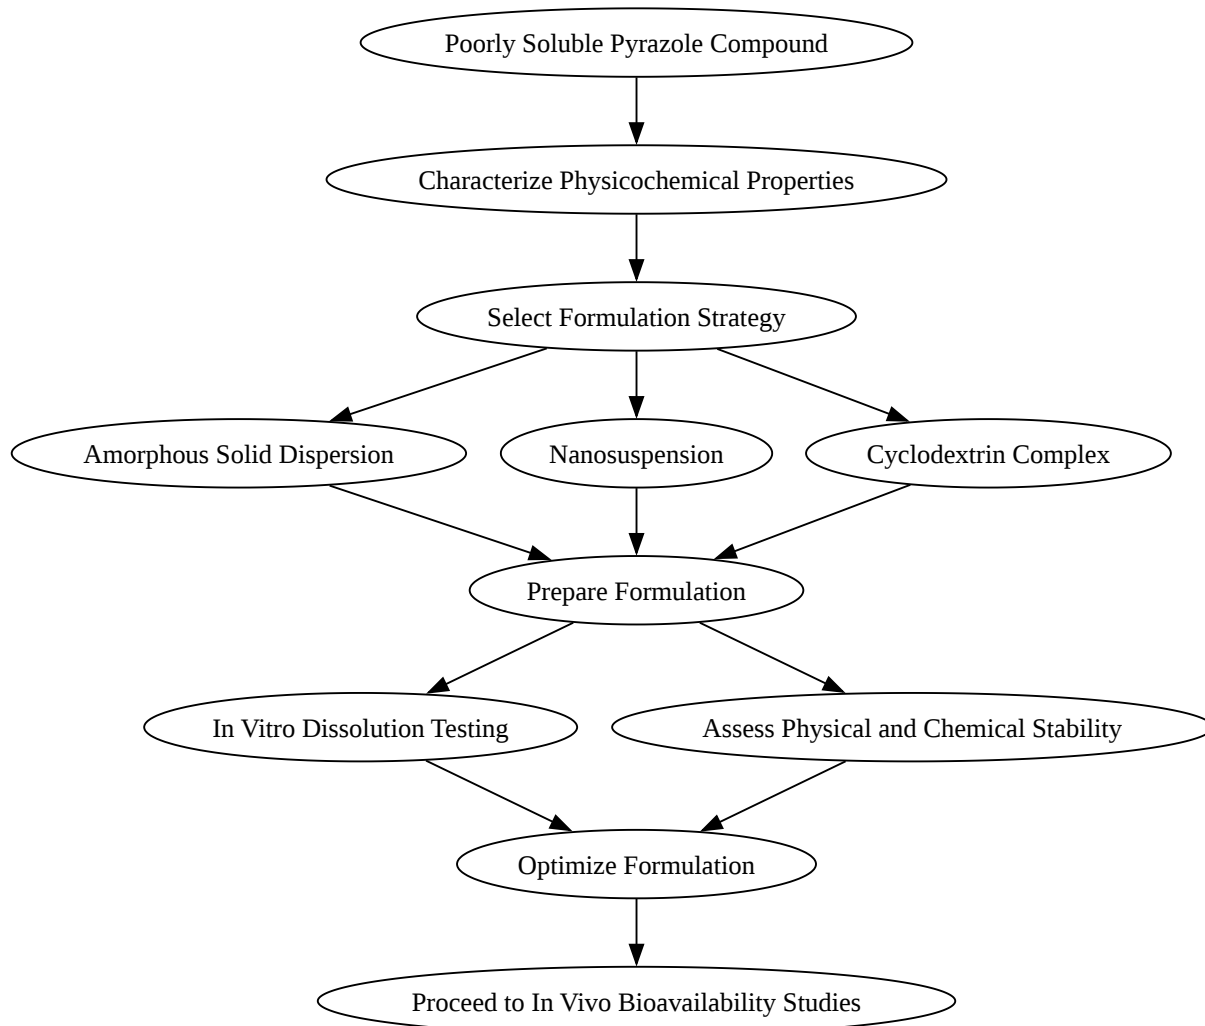 Poorly Soluble Pyrazole Compound
Characterize Physicochemical Properties
Select Formulation Strategy
Amorphous Solid Dispersion
Nanosuspension
Cyclodextrin Complex
Prepare Formulation
In Vitro Dissolution Testing
Assess Physical and Chemical Stability
Optimize Formulation
Proceed to In Vivo Bioavailability Studies